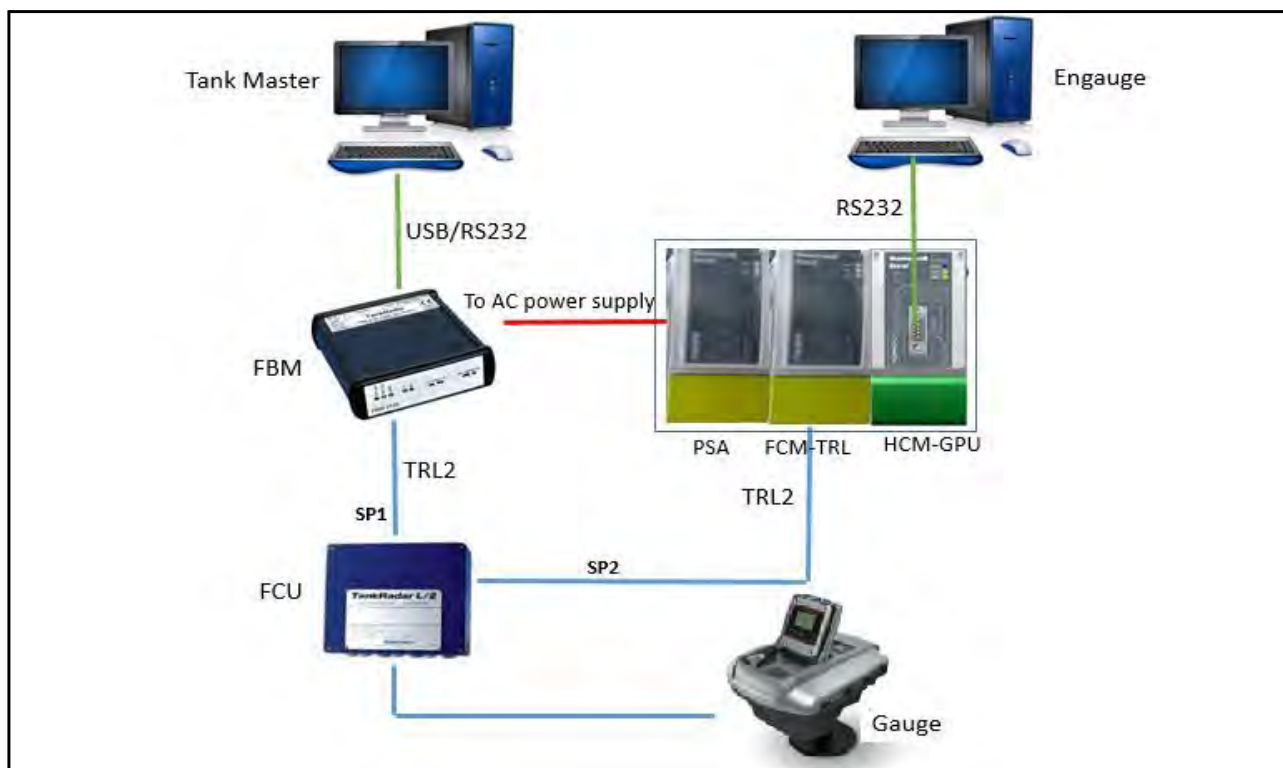 Tank Master
Engauge
USB/RS232
RS232
To AC power supply
TankRadar
FBM
PSA
FCM-TRL
HCM-GPU
TRL2
TRL2
SP1
SP2
FCU
TankRadar L/2
Gauge